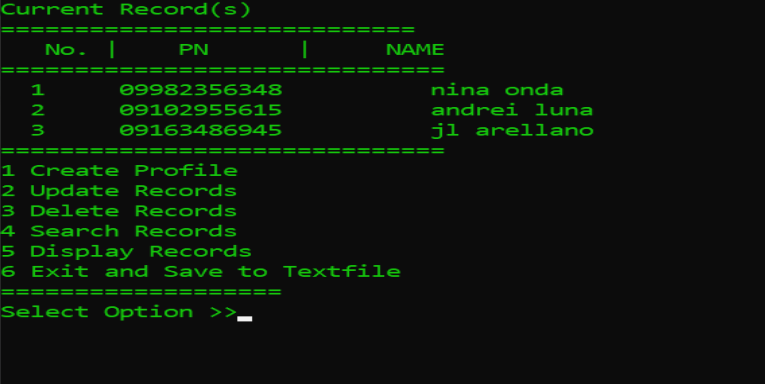 Current Record(s)
============================
No. | PN | NAME
==============================
1 09982356348 nina onda
2 09102955615 andrei luna
3 09163486945 jl arellano
==============================
1 Create Profile
2 Update Records
3 Delete Records
4 Search Records
5 Display Records
6 Exit and Save to Textfile
===================
Select Option >>